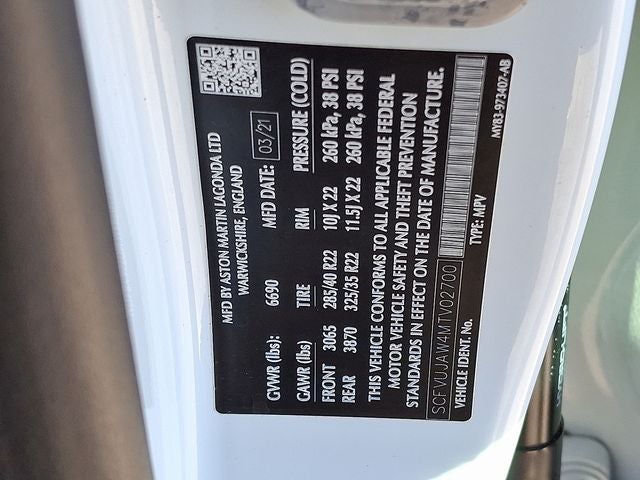 MFD BY ASTON MARTIN LAGONDA LTD
WARWICKSHIRE, ENGLAND
GVWR (lbs): 6690 MFD DATE: 03/21
GAWR (lbs) TIRE RIM PRESSURE (COLD)
FRONT 3065 285/40 R22 10J X 22 260 kPa, 38 PSI
REAR 3870 325/35 R22 11.5J X 22 260 kPa, 38 PSI
THIS VEHICLE CONFORMS TO ALL APPLICABLE FEDERAL
MOTOR VEHICLE SAFETY AND THEFT PREVENTION
STANDARDS IN EFFECT ON THE DATE OF MANUFACTURE.
SCFVUJAW4MTV02700
VEHICLE IDENT. No. TYPE: MPV
MY83-973407-AB